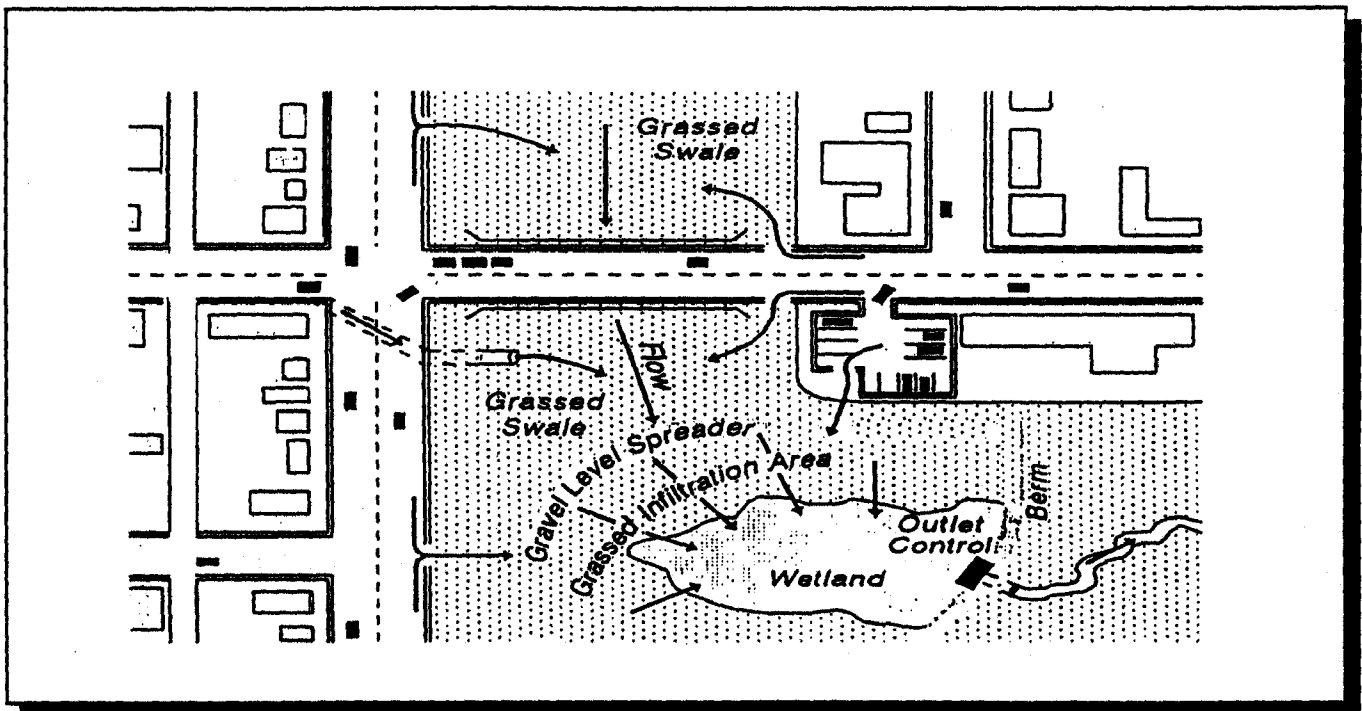 Grassed
Swale
Flow
Grassed
Swale
Gravel Level Spreader
Grassed Infiltration Area
Berm
Outlet
Control
Wetland